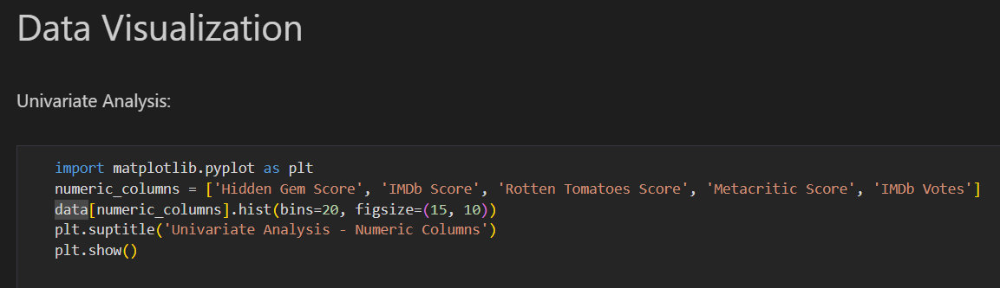 Data Visualization
Univariate Analysis:
import matplotlib.pyplot as plt
numeric_columns = ['Hidden Gem Score', 'IMDb Score', 'Rotten Tomatoes Score', 'Metacritic Score', 'IMDb Votes']
data[numeric_columns].hist(bins=20, figsize=(15, 10))
plt.suptitle('Univariate Analysis - Numeric Columns')
plt.show()